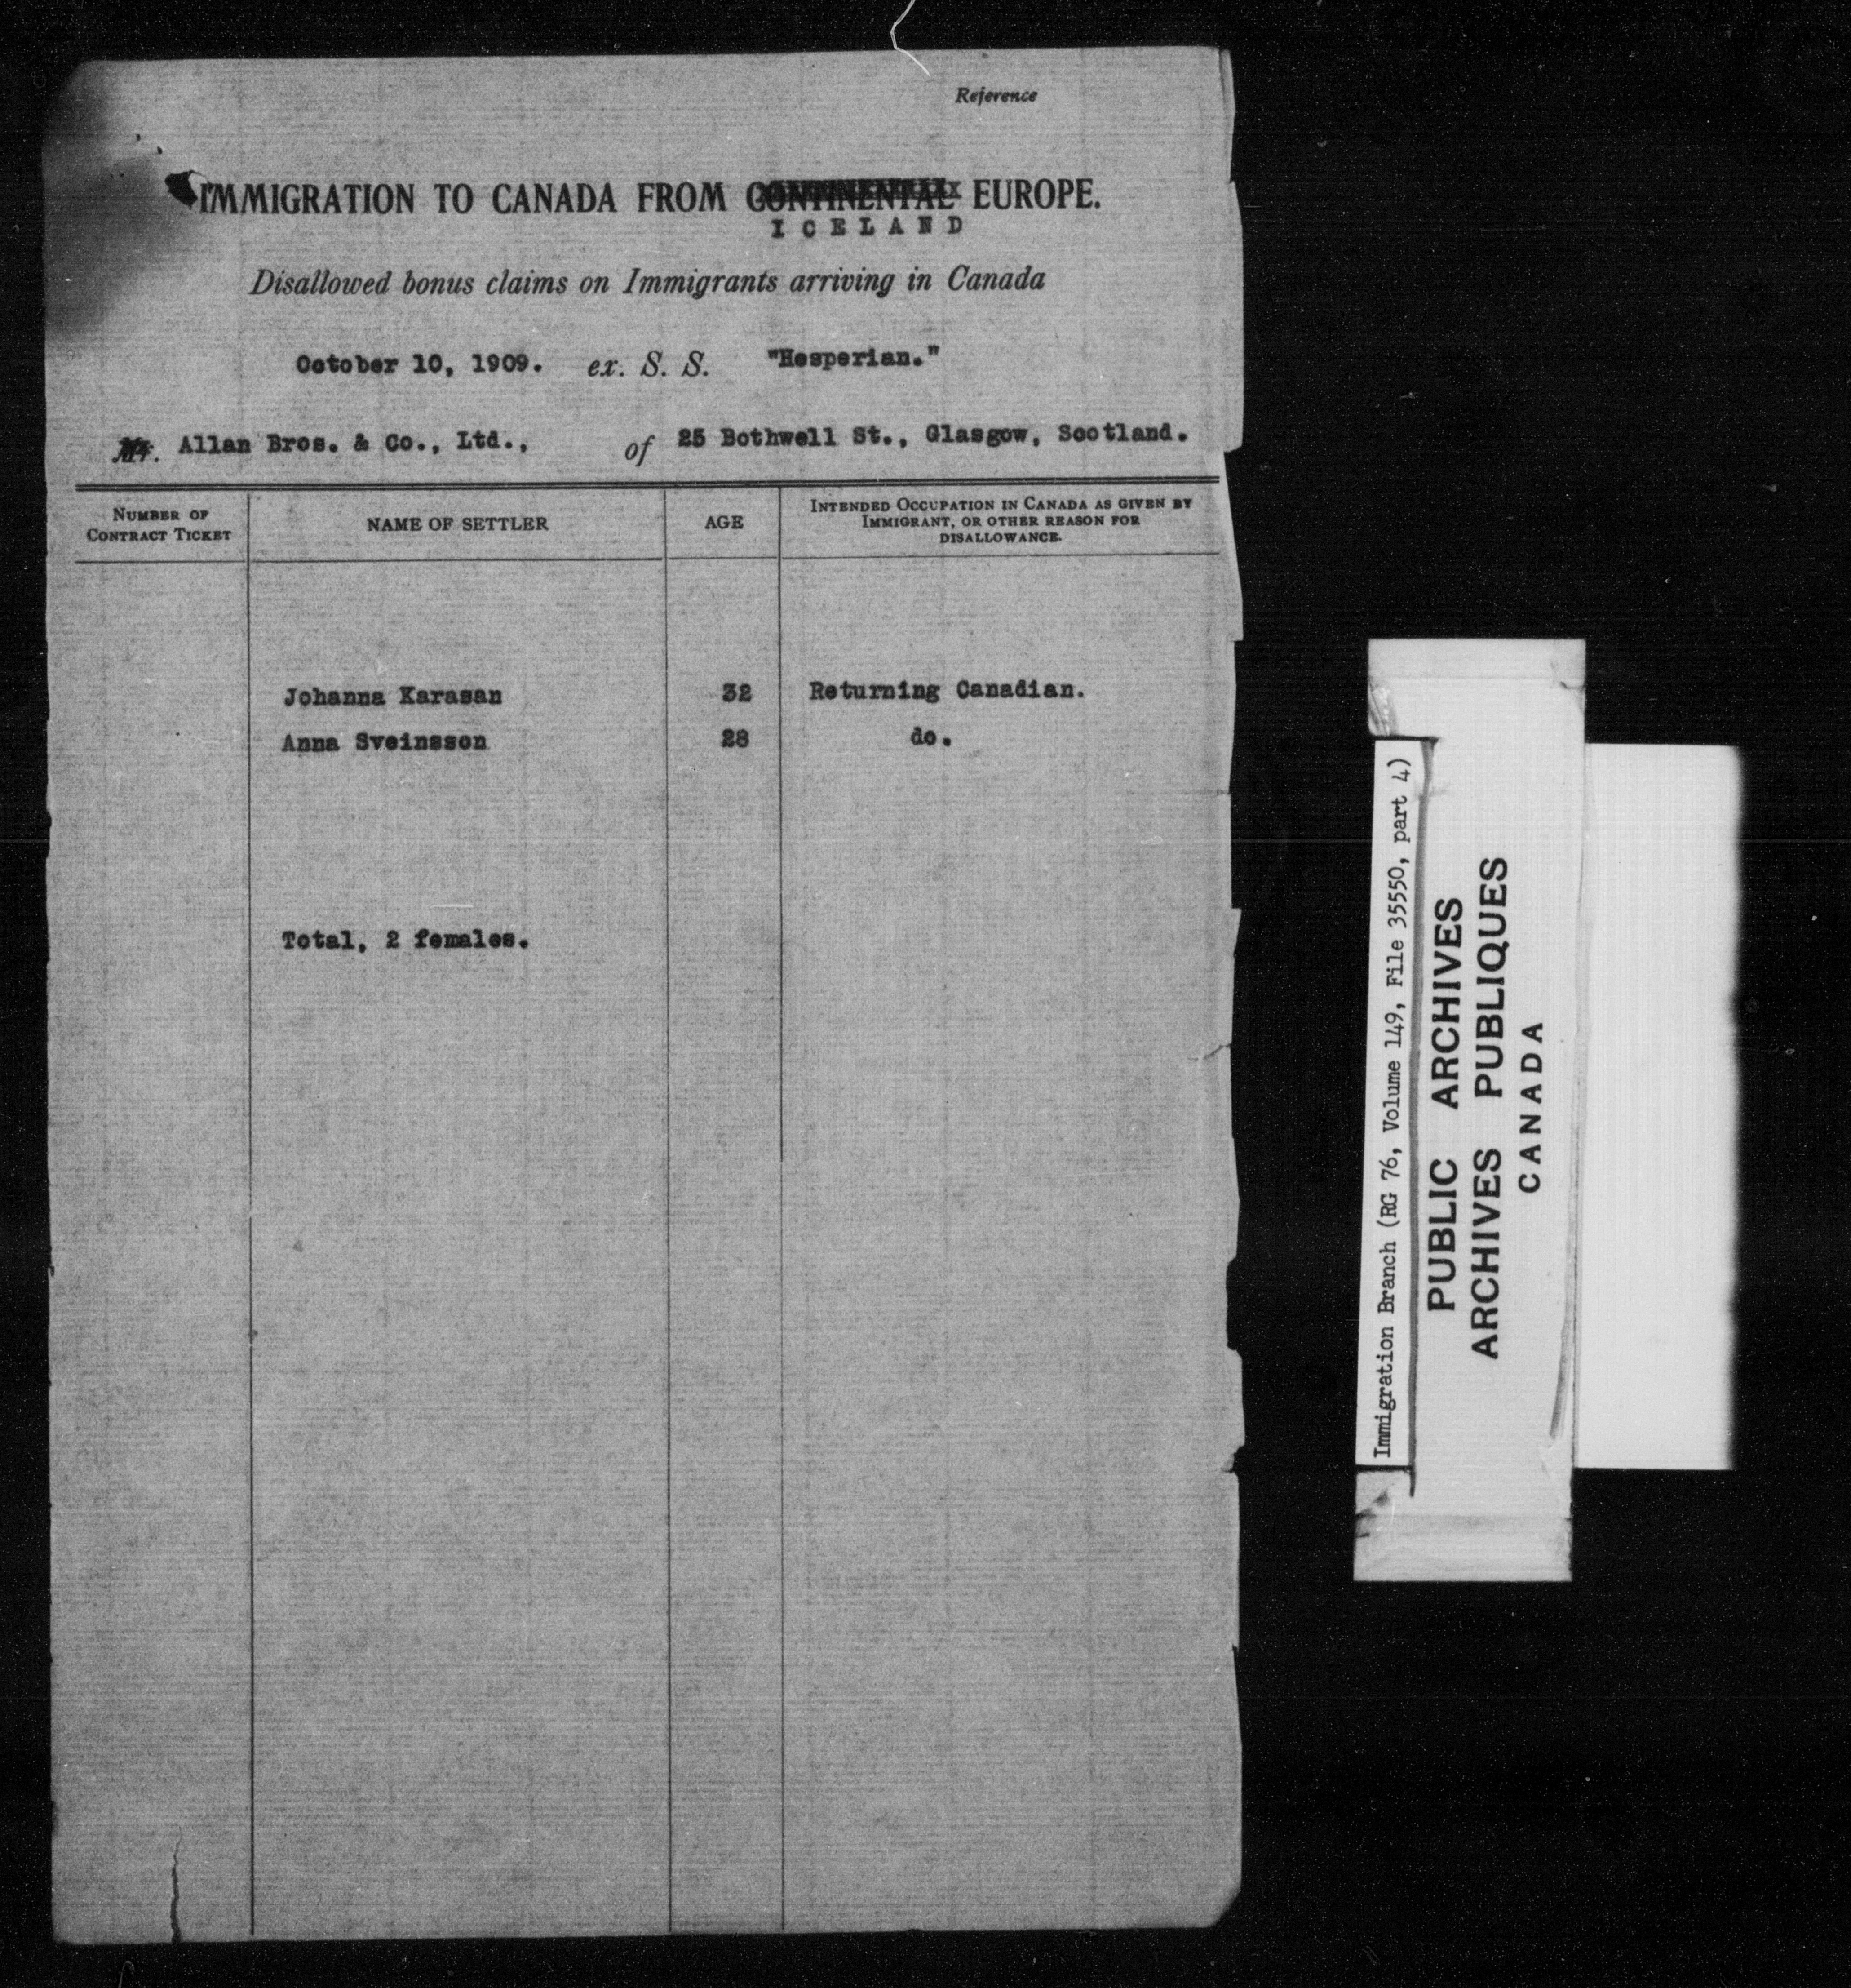 Reference
IMMIGRATION TO CANADA FROM CONTINENTAL EUROPE.
ICELAND
Disallowed bonus claims on Immigrants arriving in Canada
October 10, 1909. ex. S. S. "Hesperian."
Mr. Allan Bros. & Co., Ltd., of 25 Bothwell St., Glasgow, Scotland.
NUMBER OF
CONTRACT TICKET
NAME OF SETTLER
AGE
INTENDED OCCUPATION IN CANADA AS GIVEN BY
IMMIGRANT, OR OTHER REASON FOR
DISALLOWANCE.
Johanna Karasan 32 Returning Canadian.
Anna Sveinsson 28 do.
Total, 2 females.
Immigration Branch (RG 76, Volume 149, File 35550, part 4)
PUBLIC ARCHIVES
ARCHIVES PUBLIQUES
CANADA